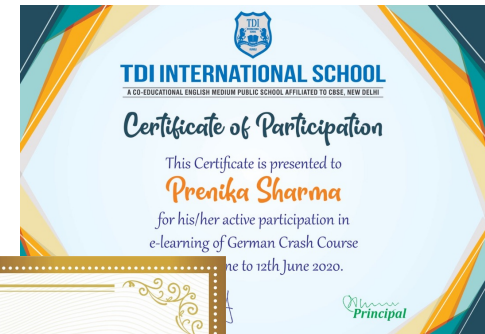 TDI
TDI INTERNATIONAL SCHOOL
A CO-EDUCATIONAL ENGLISH MEDIUM PUBLIC SCHOOL AFFILIATED TO CBSE, NEW DELHI
Certificate of Participation
This Certificate is presented to
Prenika Sharma
for his/her active participation in
e-learning of German Crash Course
ne to 12th June 2020.
Principal